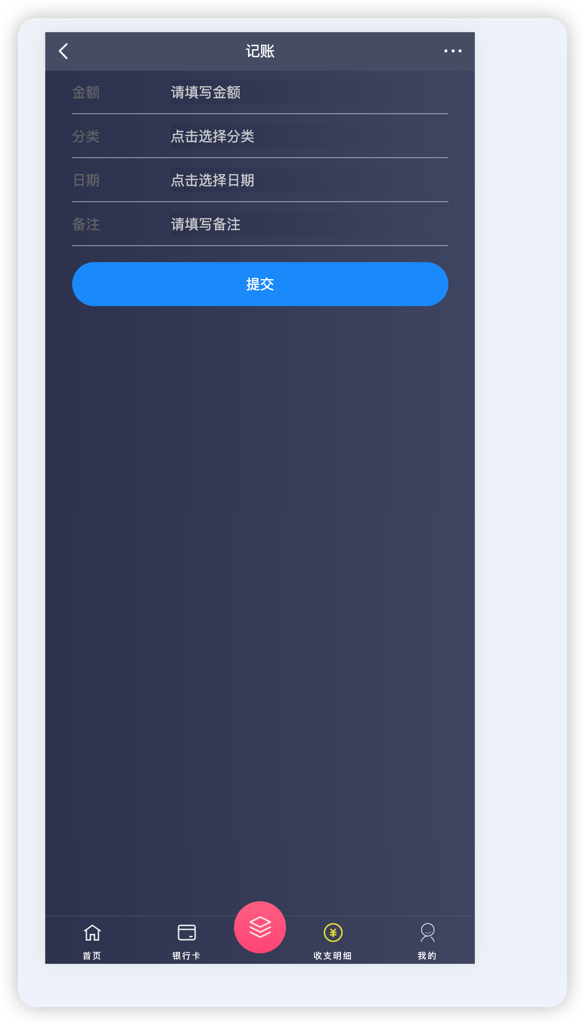 记账
金额 请填写金额
分类 点击选择分类
日期 点击选择日期
备注 请填写备注
提交
首页 银行卡 收支明细 我的